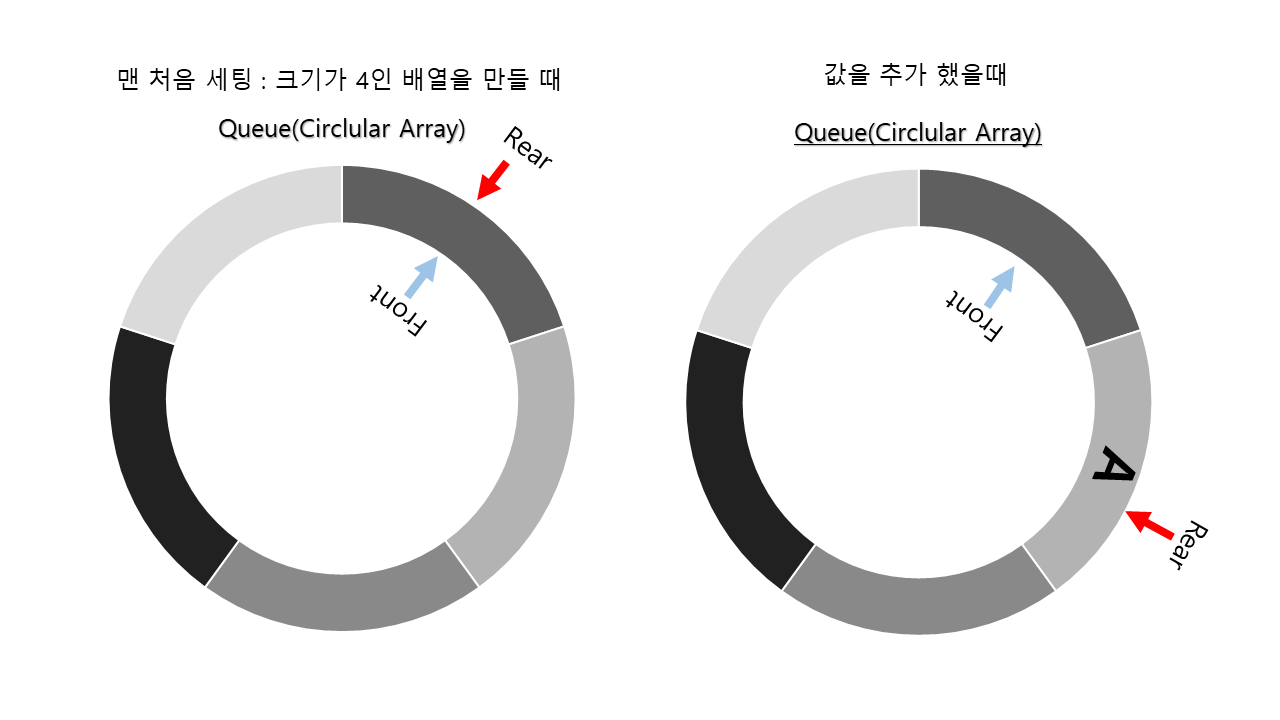 맨 처음 세팅 : 크기가 4인 배열을 만들 때
Queue(Circlular Array)
Rear
Front
값을 추가 했을때
Queue(Circlular Array)
Front
A
Rear